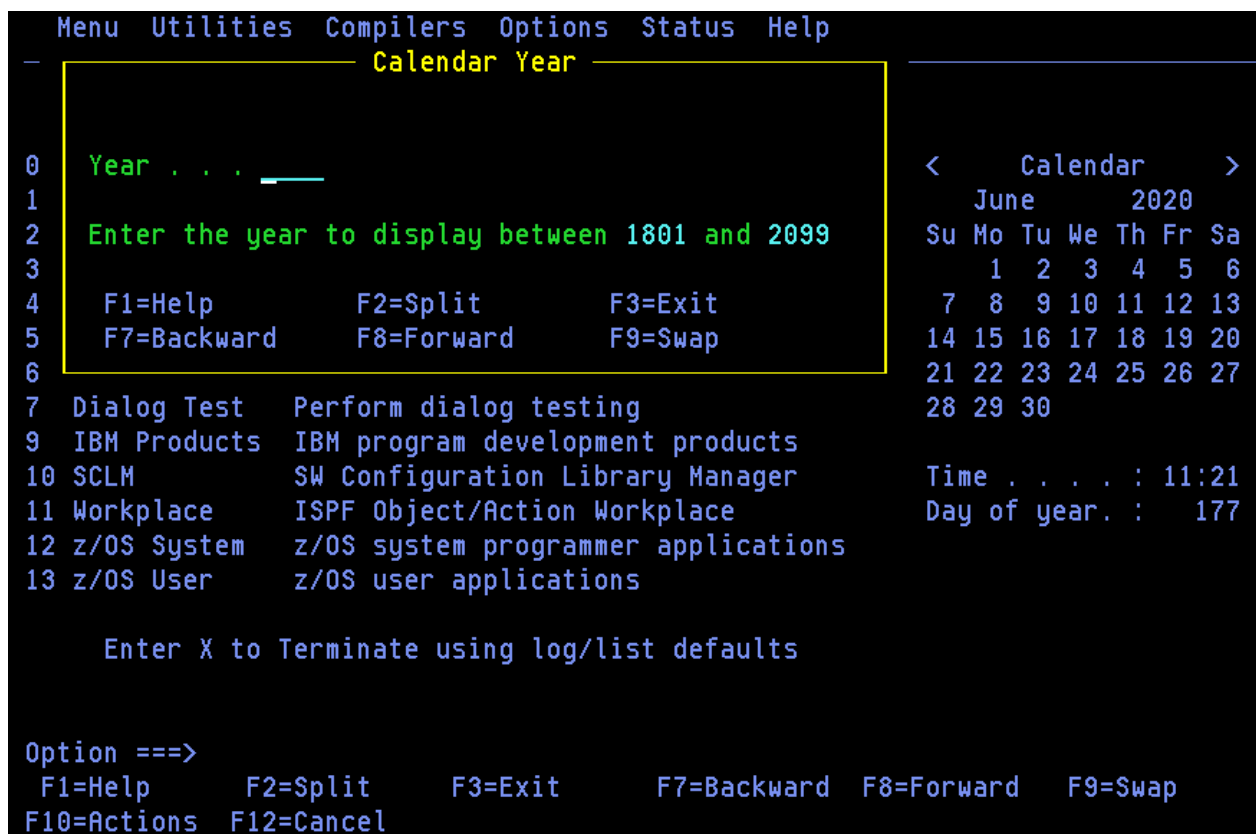 Menu  Utilities  Compilers  Options  Status  Help
Calendar Year
0  Year . . . ____  <  Calendar  >
1  June  2020
2  Enter the year to display between 1801 and 2099  Su Mo Tu We Th Fr Sa
3  1  2  3  4  5  6
4  F1=Help  F2=Split  F3=Exit  7  8  9 10 11 12 13
5  F7=Backward  F8=Forward  F9=Swap  14 15 16 17 18 19 20
6  21 22 23 24 25 26 27
7  Dialog Test  Perform dialog testing  28 29 30
9  IBM Products  IBM program development products
10 SCLM  SW Configuration Library Manager  Time . . . . : 11:21
11 Workplace  ISPF Object/Action Workplace  Day of year. :  177
12 z/OS System  z/OS system programmer applications
13 z/OS User  z/OS user applications
Enter X to Terminate using log/list defaults
Option ===>
F1=Help  F2=Split  F3=Exit  F7=Backward  F8=Forward  F9=Swap
F10=Actions  F12=Cancel